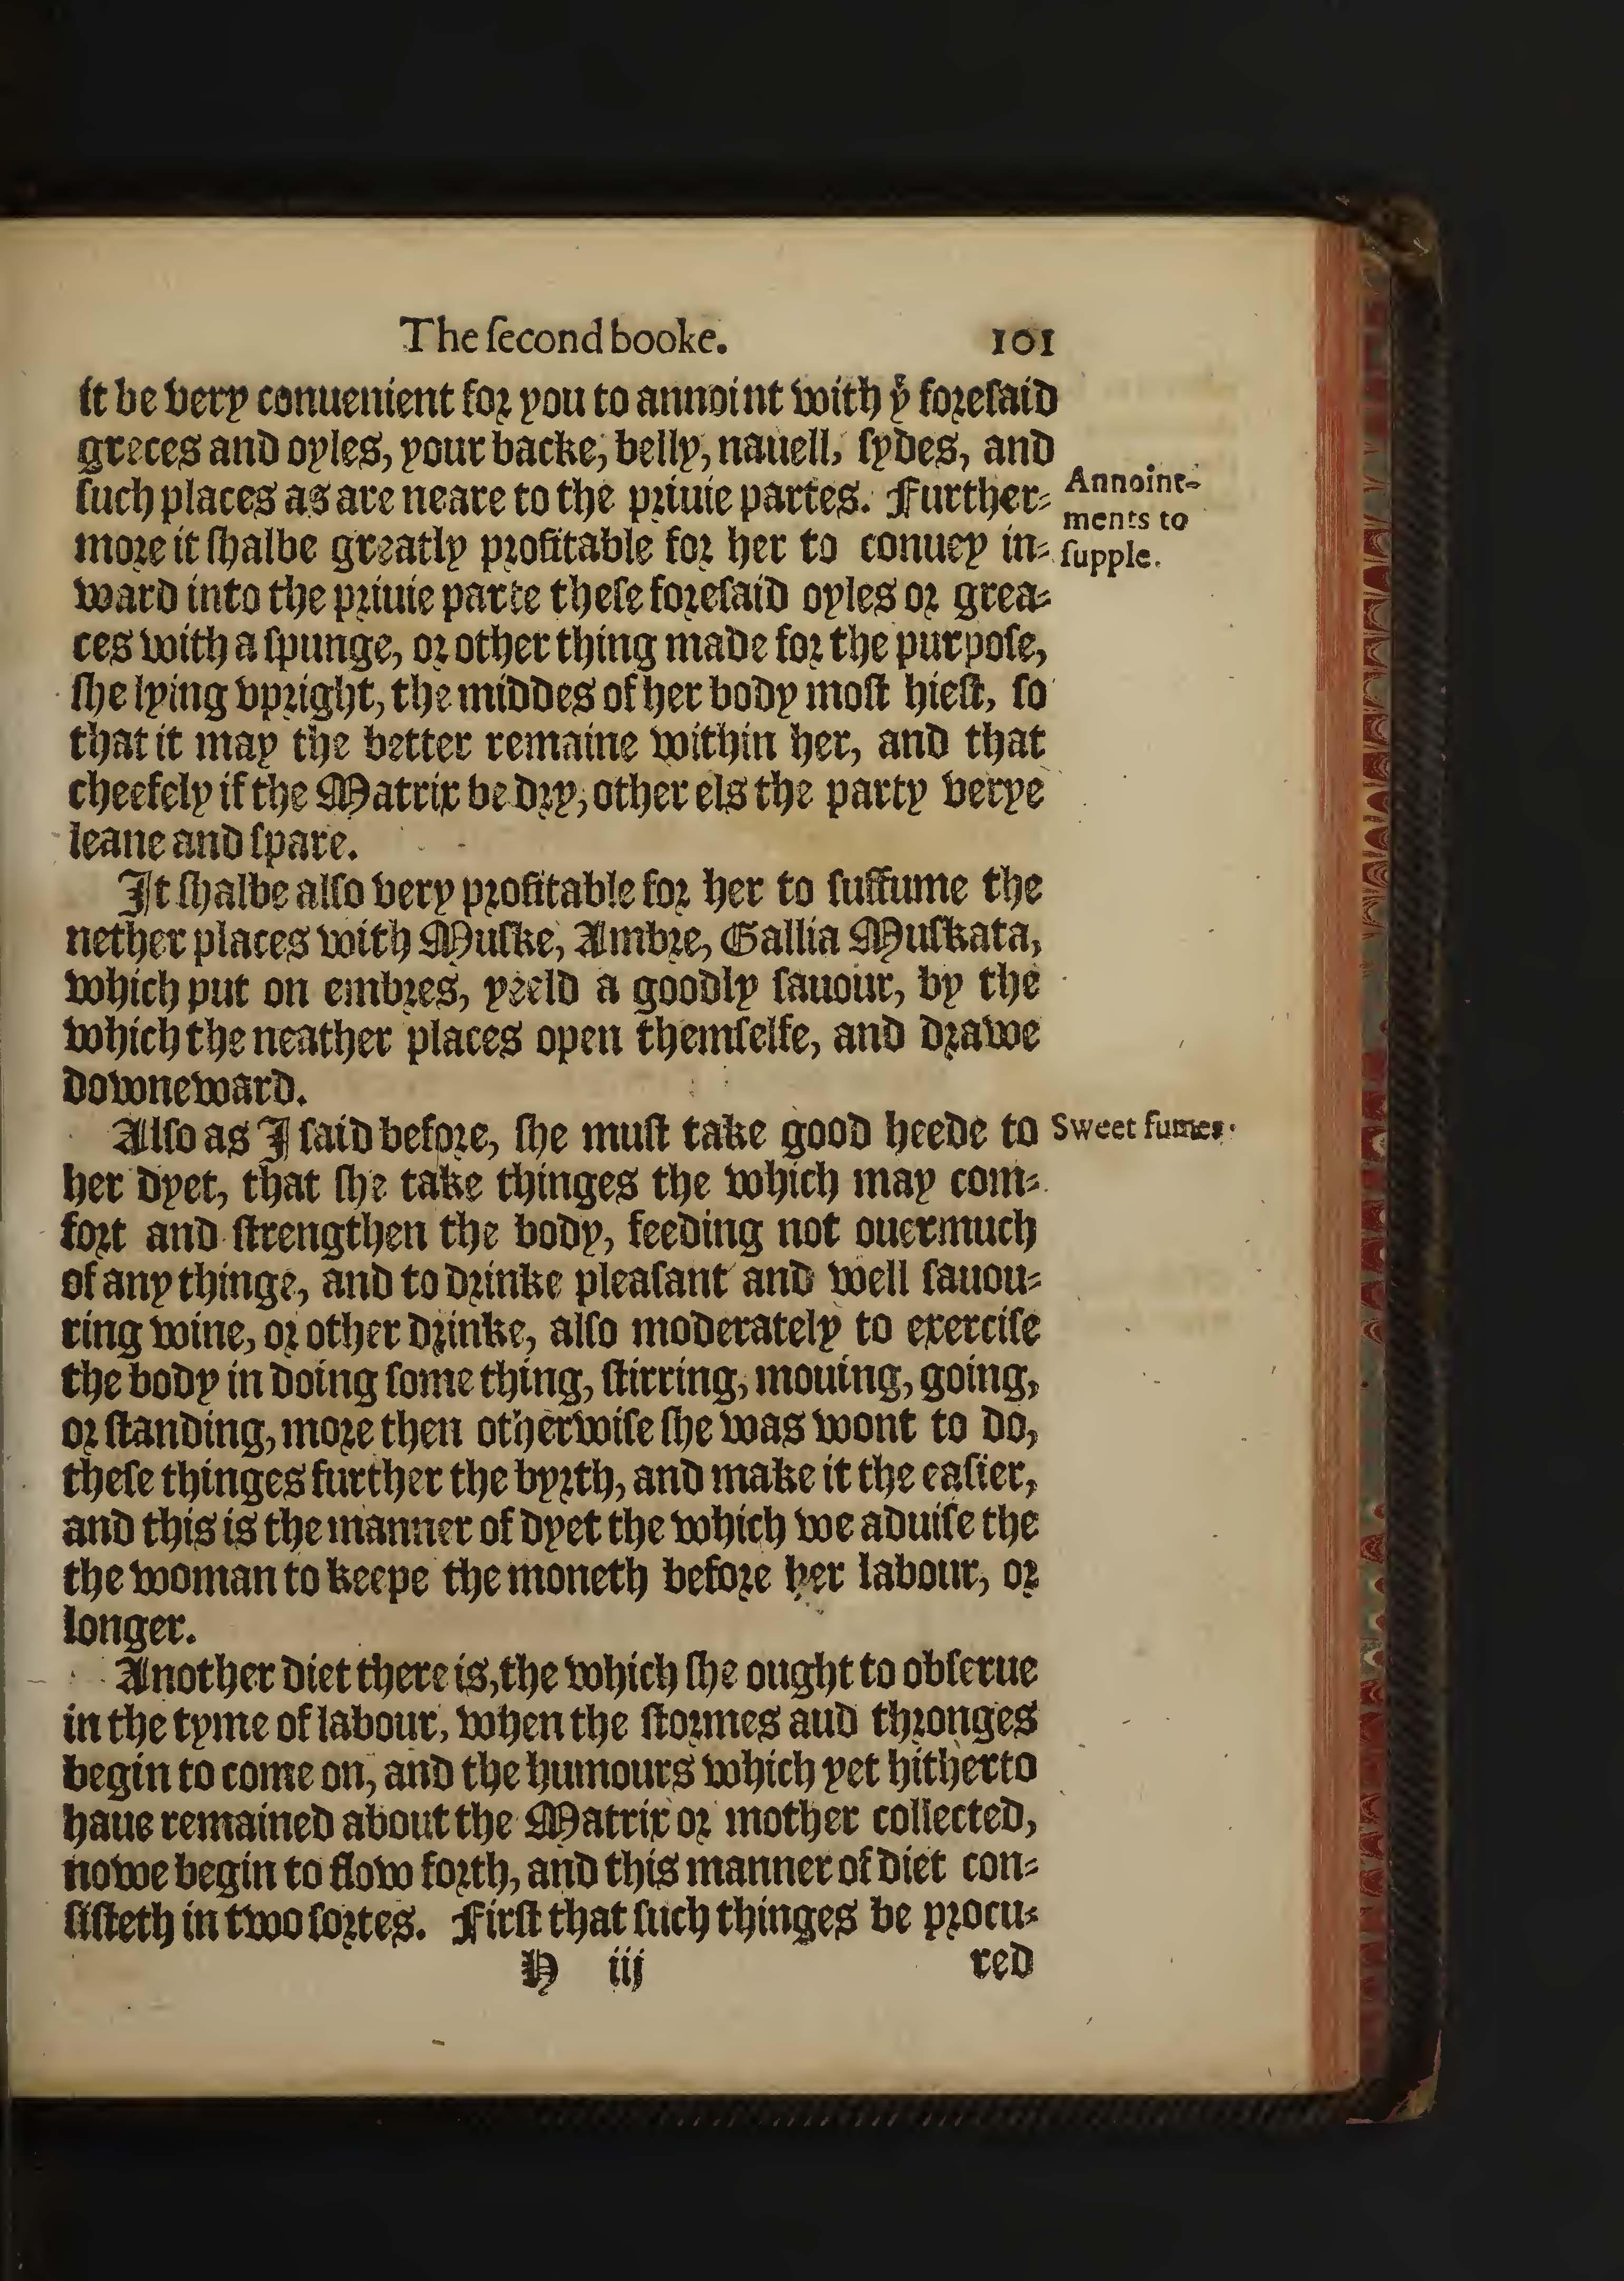 The ſecond booke. 101
it be very conuenient for you to annoint with yͤ foreſaid
greces and oyles, your backe, belly, nauell, ſydes, and
ſuch places as are neare to the priuie partes. Further-
more it ſhalbe greatly profitable for her to conuey in-
ward into the priuie parte theſe foreſaid oyles or grea-
ces with a ſpunge, or other thing made for the purpoſe,
ſhe lying vpright, the middes of her body moſt hieſt, ſo
that it may the better remaine within her, and that
cheefely if the Matrix be dry, other els the party verye
leane and ſpare.
Annoint-
ments to
ſupple.
It ſhalbe alſo very profitable for her to ſuffume the
nether places with Muſke, Ambre, Gallia Muſkata,
which put on embres, yeeld a goodly ſauour, by the
which the neather places open themſelfe, and drawe
downeward.
Alſo as I ſaid before, ſhe muſt take good heede to
her dyet, that ſhe take thinges the which may com-
fort and ſtrengthen the body, feeding not ouermuch
of any thinge, and to drinke pleaſant and well ſauou-
ring wine, or other drinke, alſo moderately to exerciſe
the body in doing ſome thing, ſtirring, mouing, going,
or ſtanding, more then otherwiſe ſhe was wont to do,
theſe thinges further the byrth, and make it the eaſier,
and this is the manner of dyet the which we aduiſe the
the woman to keepe the moneth before her labour, or
longer.
Sweet fumes.
Another diet there is, the which ſhe ought to obſerue
in the tyme of labour, when the ſtormes aud thronges
begin to come on, and the humours which yet hitherto
haue remained about the Matrix or mother collected,
nowe begin to flow forth, and this manner of diet con-
ſiſteth in two ſortes. Firſt that ſuch thinges be procu-
H iij red